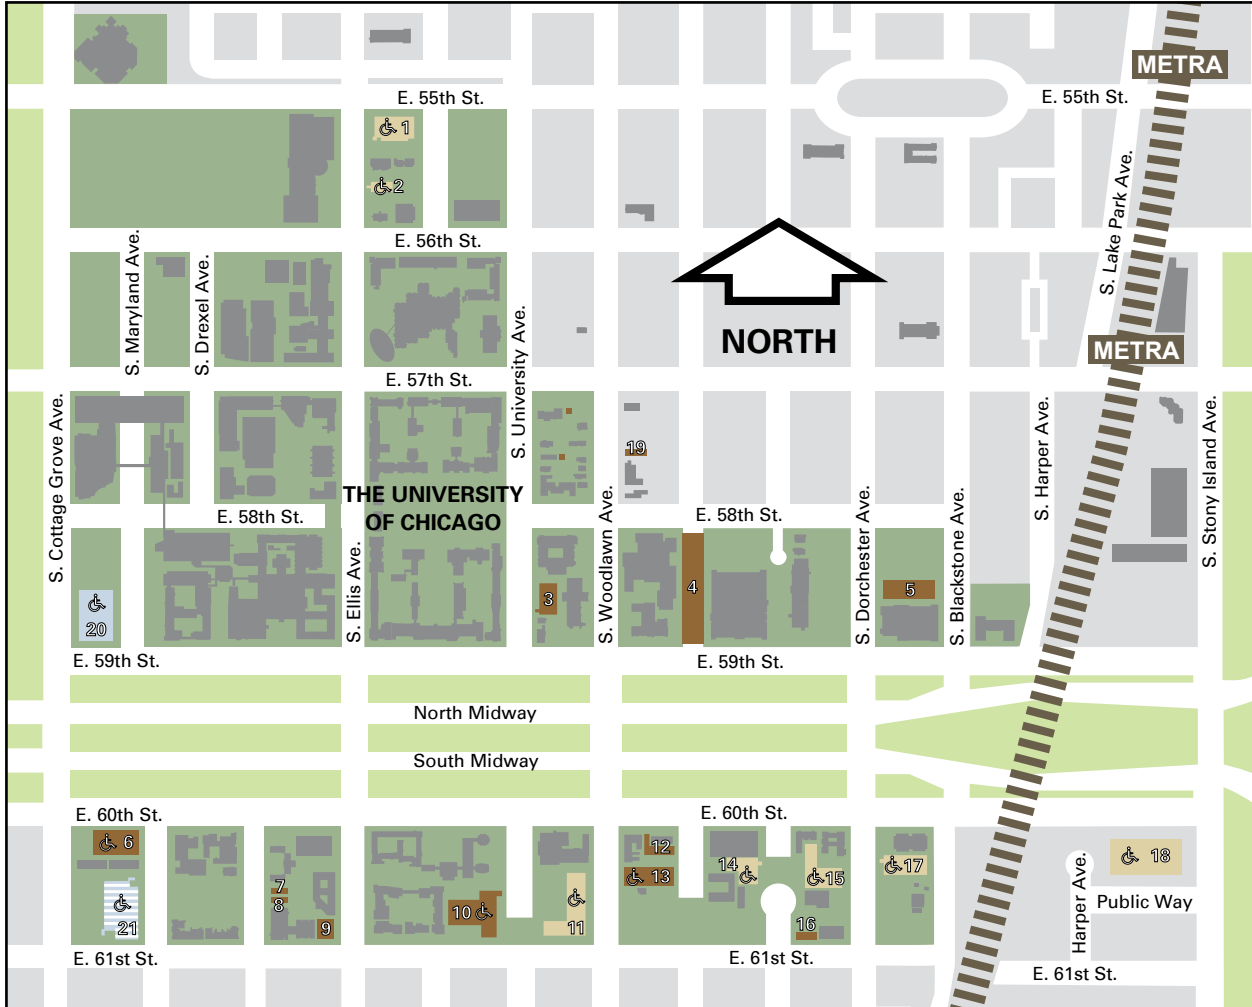 METRA
E. 55th St.
E. 55th St.
1
2
S. Lake Park Ave.
E. 56th St.
S. Maryland Ave.
S. Drexel Ave.
S. University Ave.
NORTH
METRA
E. 57th St.
S. Cottage Grove Ave.
S. Harper Ave.
S. Stony Island Ave.
19
THE UNIVERSITY
OF CHICAGO
E. 58th St.
E. 58th St.
S. Ellis Ave.
S. Woodlawn Ave.
S. Dorchester Ave.
S. Blackstone Ave.
3
4
5
20
E. 59th St.
E. 59th St.
North Midway
South Midway
E. 60th St.
E. 60th St.
6
12
14
17
18
13
15
7
8
9
10
11
16
21
Harper Ave.
Public Way
E. 61st St.
E. 61st St.
E. 61st St.